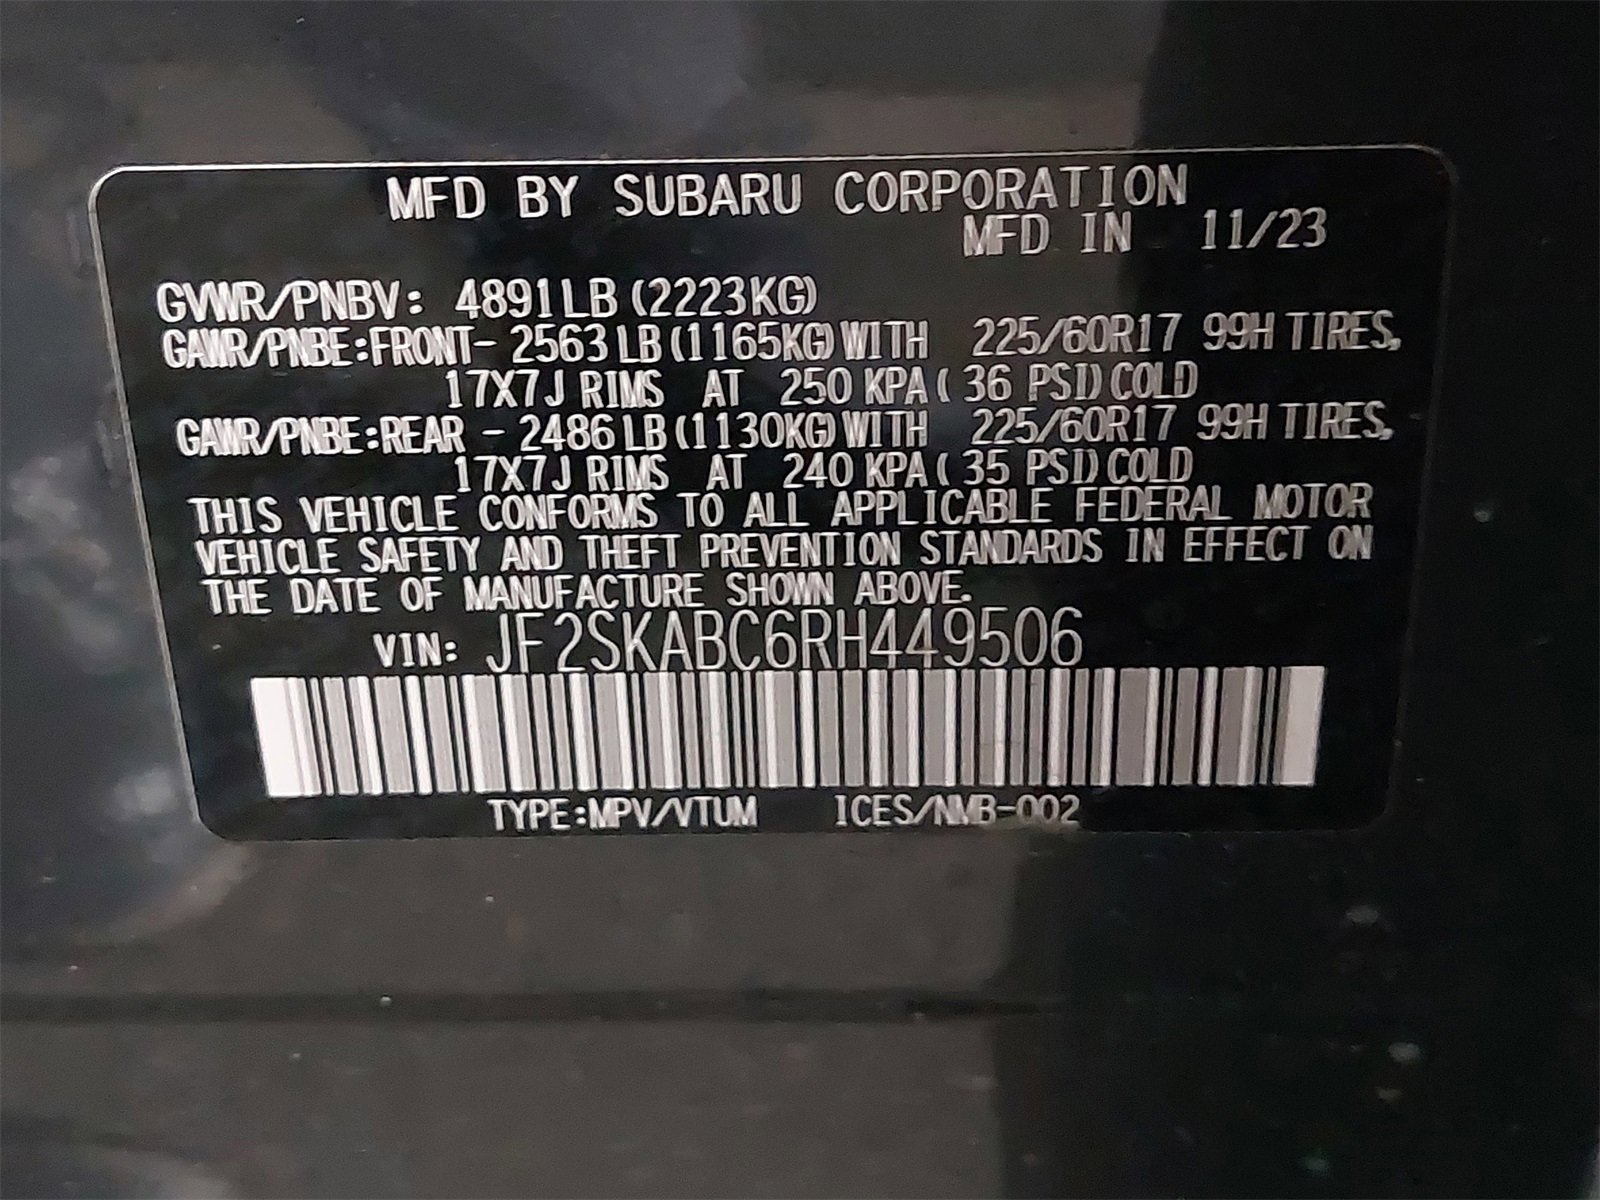 MFD BY SUBARU CORPORATION
MFD IN 11/23
GVWR/PNBV: 4891LB (2223KG)
GAWR/PNBE:FRONT- 2563LB (1165KG) WITH 225/60R17 99H TIRES,
17X7J RIMS AT 250 KPA( 36 PSI) COLD
GAWR/PNBE:REAR - 2486LB (1130KG) WITH 225/60R17 99H TIRES,
17X7J RIMS AT 240 KPA( 35 PSI) COLD
THIS VEHICLE CONFORMS TO ALL APPLICABLE FEDERAL MOTOR
VEHICLE SAFETY AND THEFT PREVENTION STANDARDS IN EFFECT ON
THE DATE OF MANUFACTURE SHOWN ABOVE.
VIN: JF2SKABC6RH449506
TYPE:MPV/VTUM ICES/NMB-002